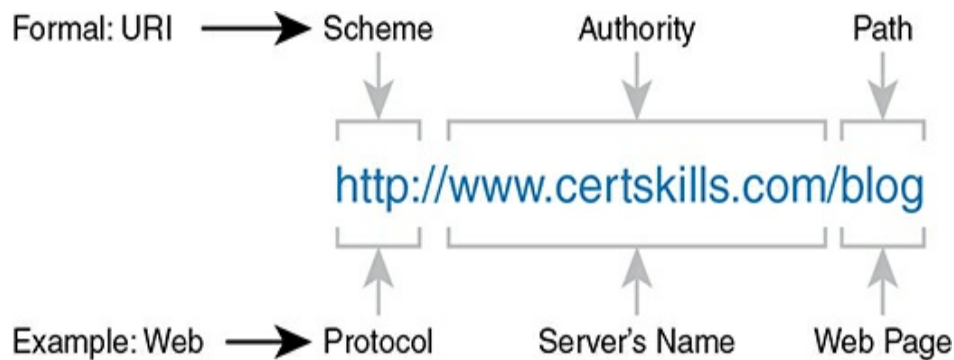 Formal: URI Scheme Authority Path
http://www.certskills.com/blog
Example: Web Protocol Server's Name Web Page